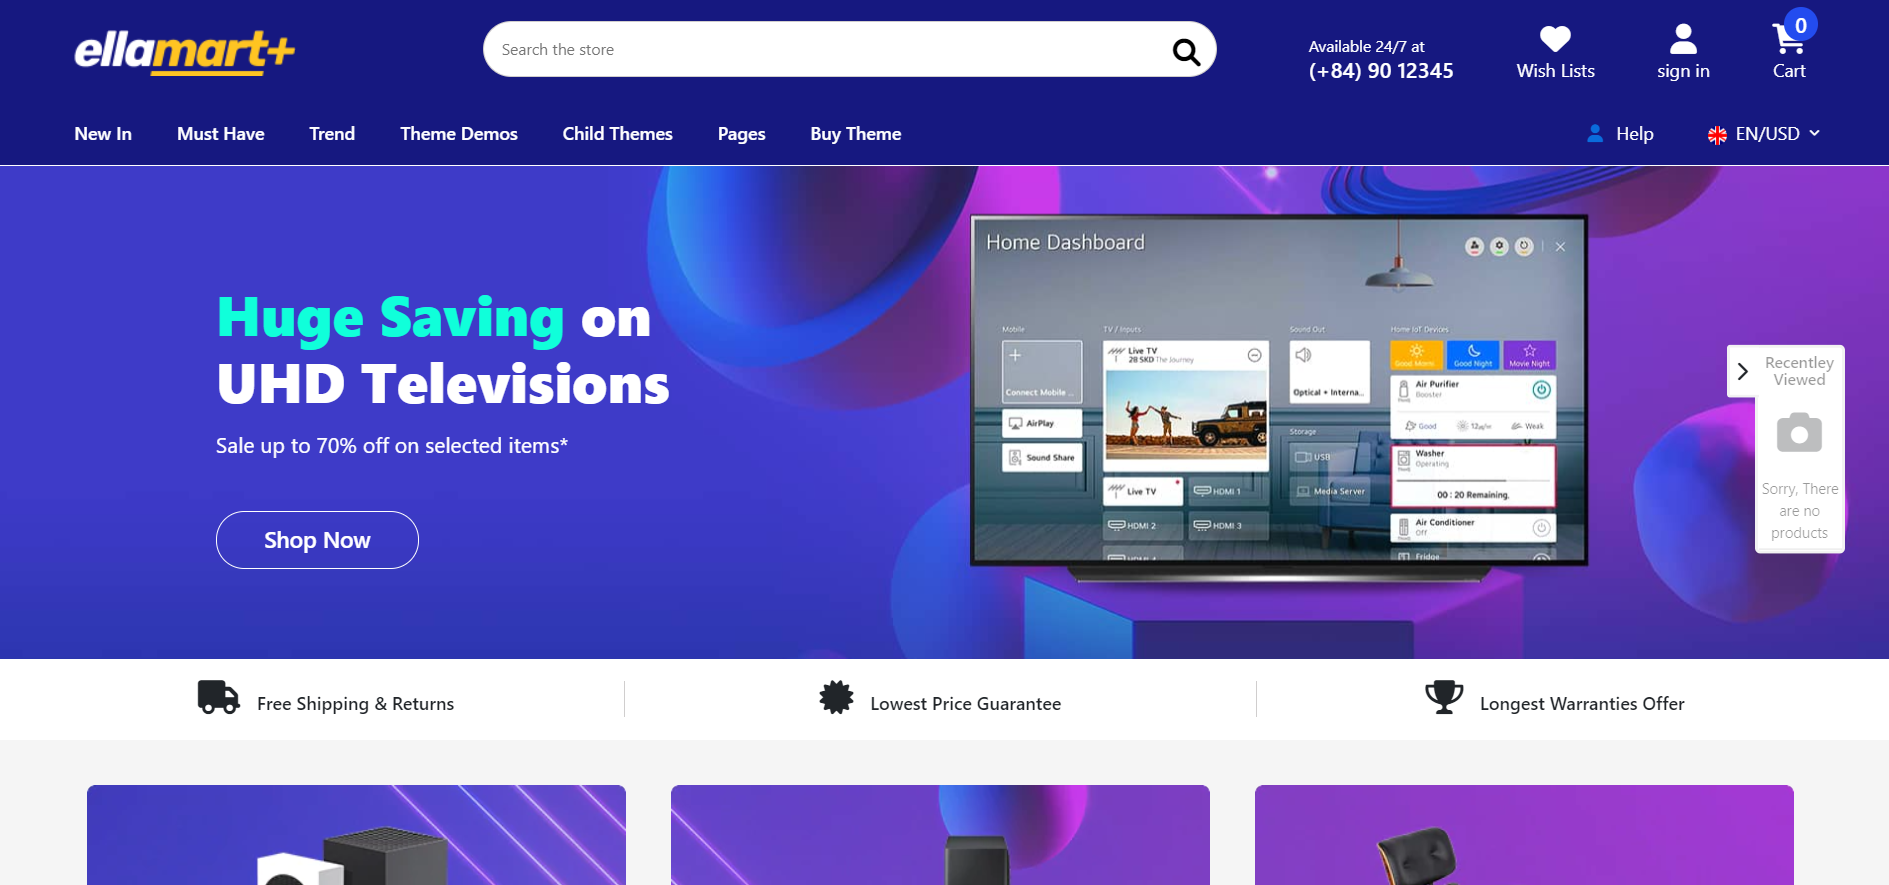 ellamart+
Search the store
Available 24/7 at
(+84) 90 12345
Wish Lists
sign in
0
Cart
New In
Must Have
Trend
Theme Demos
Child Themes
Pages
Buy Theme
Help
EN/USD
Huge Saving on
UHD Televisions
Sale up to 70% off on selected items*
Shop Now
Home Dashboard
Mobile
TV / Inputs
Sound Out
Home IoT Devices
Connect Mobile ...
AirPlay
Sound Share
Live TV
28 SKD The Journey
Live TV
HDMI 1
HDMI 2
HDMI 3
HDMI 4
Optical + Interna...
Storage
USB
Media Server
Good Morni...
Good Night
Movie Night
Air Purifier
Booster
Good
12㎍/㎥
Weak
Washer
Operating
00 : 20 Remaining.
Air Conditioner
Off
Fridge
Recentley
Viewed
Sorry, There
are no
products
Free Shipping & Returns
Lowest Price Guarantee
Longest Warranties Offer